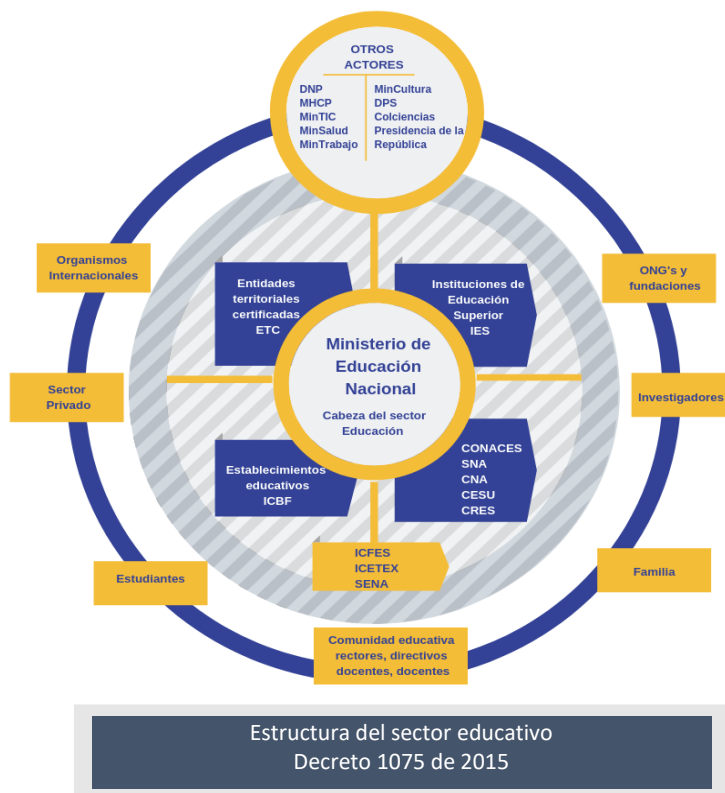 OTROS
ACTORES
DNP
MHCP
MinTIC
MinSalud
MinTrabajo
MinCultura
DPS
Colciencias
Presidencia de la
República
Organismos
Internacionales
ONG's y
fundaciones
Entidades
territoriales
certificadas
ETC
Instituciones de
Educación
Superior
IES
Ministerio de
Educación
Nacional
Cabeza del sector
Educación
Sector
Privado
Investigadores
Establecimientos
educativos
ICBF
CONACES
SNA
CNA
CESU
CRES
ICFES
ICETEX
SENA
Estudiantes
Familia
Comunidad educativa
rectores, directivos
docentes, docentes
Estructura del sector educativo
Decreto 1075 de 2015